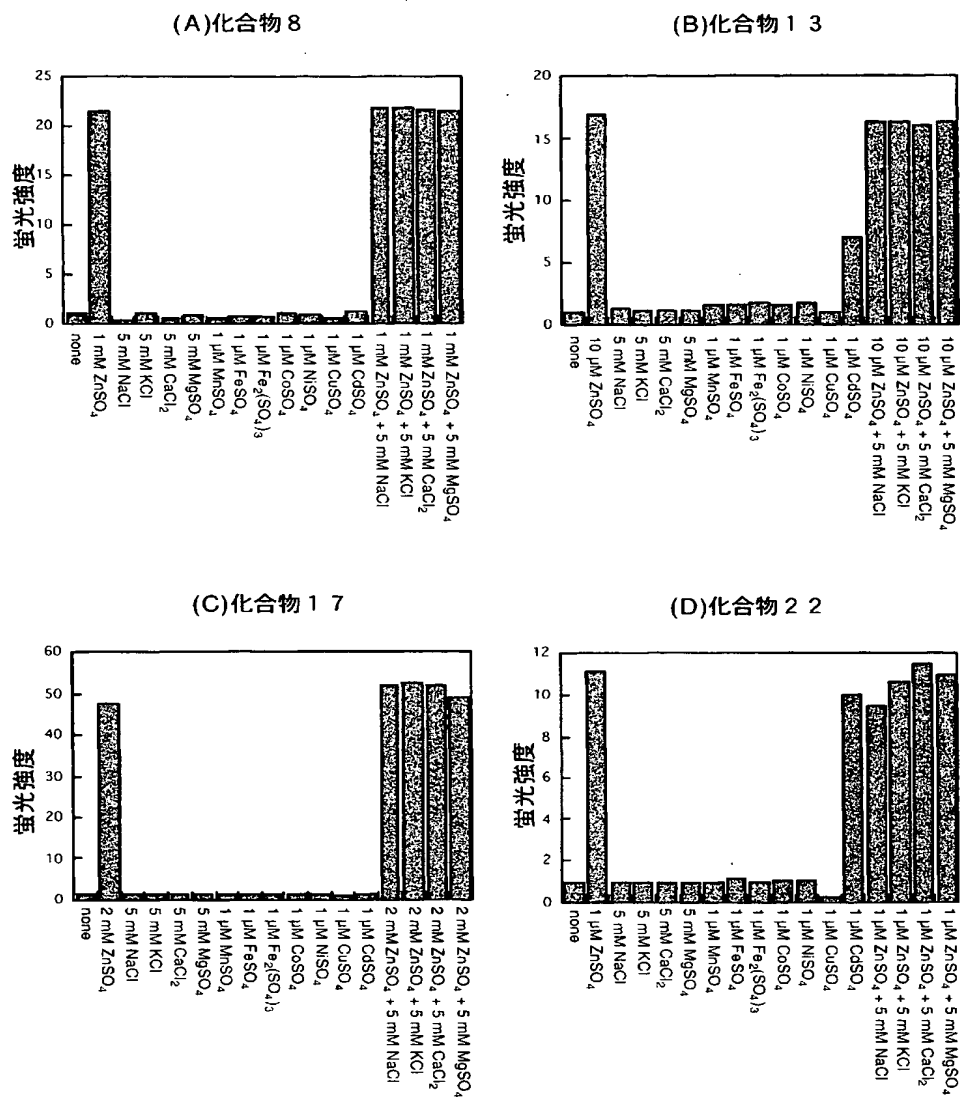 (A)化合物8
25
20
15
10
5
0
蛍光強度
none
1 mM ZnSO4
5 mM NaCl
5 mM KCl
5 mM CaCl2
5 mM MgSO4
1 μM MnSO4
1 μM FeSO4
1 μM Fe2(SO4)3
1 μM CoSO4
1 μM NiSO4
1 μM CuSO4
1 μM CdSO4
1 mM ZnSO4 + 5 mM NaCl
1 mM ZnSO4 + 5 mM KCl
1 mM ZnSO4 + 5 mM CaCl2
1 mM ZnSO4 + 5 mM MgSO4
(B)化合物13
20
15
10
5
0
蛍光強度
none
10 μM ZnSO4
5 mM NaCl
5 mM KCl
5 mM CaCl2
5 mM MgSO4
1 μM MnSO4
1 μM FeSO4
1 μM Fe2(SO4)3
1 μM CoSO4
1 μM NiSO4
1 μM CuSO4
1 μM CdSO4
10 μM ZnSO4 + 5 mM NaCl
10 μM ZnSO4 + 5 mM KCl
10 μM ZnSO4 + 5 mM CaCl2
10 μM ZnSO4 + 5 mM MgSO4
(C)化合物17
60
50
40
30
20
10
0
蛍光強度
none
2 mM ZnSO4
5 mM NaCl
5 mM KCl
5 mM CaCl2
5 mM MgSO4
1 μM MnSO4
1 μM FeSO4
1 μM Fe2(SO4)3
1 μM CoSO4
1 μM NiSO4
1 μM CuSO4
1 μM CdSO4
2 mM ZnSO4 + 5 mM NaCl
2 mM ZnSO4 + 5 mM KCl
2 mM ZnSO4 + 5 mM CaCl2
2 mM ZnSO4 + 5 mM MgSO4
(D)化合物22
12
10
8
6
4
2
0
蛍光強度
none
1 μM ZnSO4
5 mM NaCl
5 mM KCl
5 mM CaCl2
5 mM MgSO4
1 μM MnSO4
1 μM FeSO4
1 μM Fe2(SO4)3
1 μM CoSO4
1 μM NiSO4
1 μM CuSO4
1 μM CdSO4
1 μM ZnSO4 + 5 mM NaCl
1 μM ZnSO4 + 5 mM KCl
1 μM ZnSO4 + 5 mM CaCl2
1 μM ZnSO4 + 5 mM MgSO4